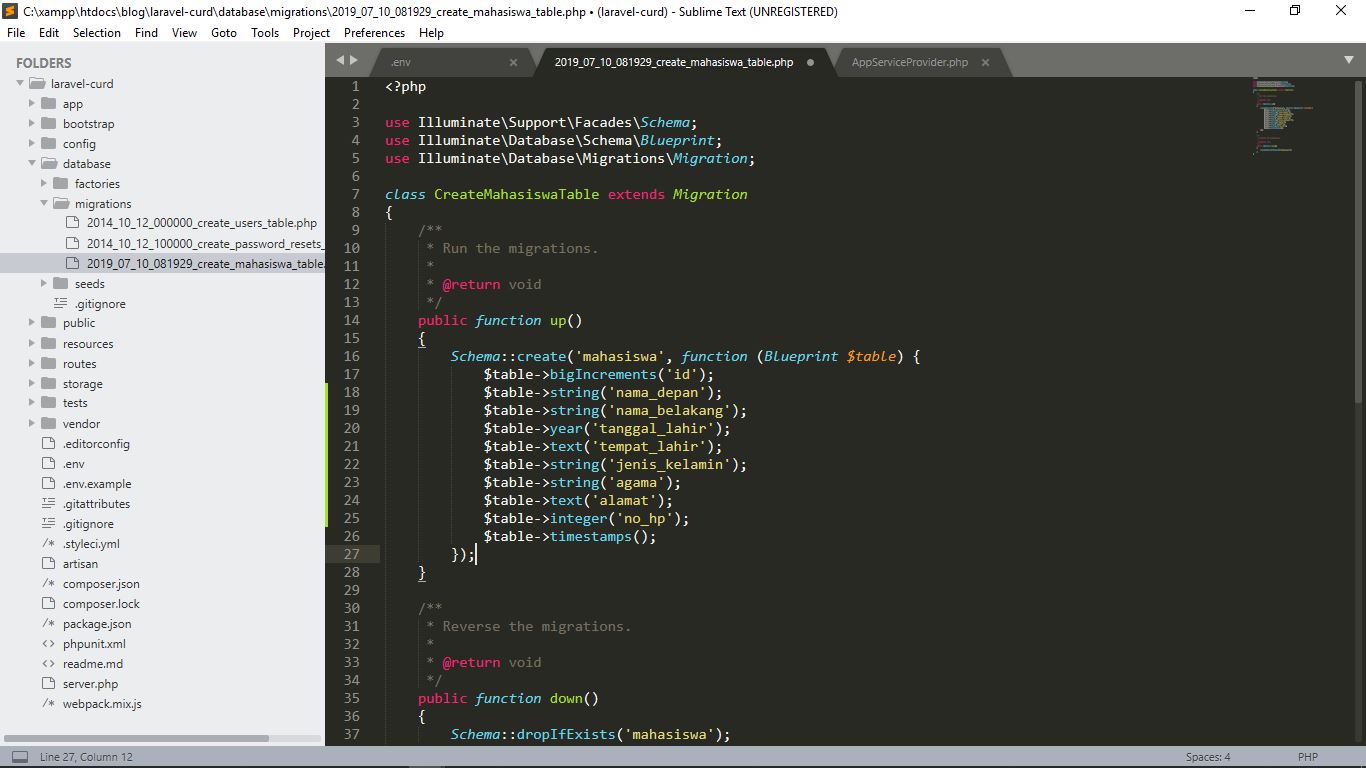 C:\xampp\htdocs\blog\laravel-curd\database\migrations\2019_07_10_081929_create_mahasiswa_table.php • (laravel-curd) - Sublime Text (UNREGISTERED)
File Edit Selection Find View Goto Tools Project Preferences Help
FOLDERS
laravel-curd
app
bootstrap
config
database
factories
migrations
2014_10_12_000000_create_users_table.php
2014_10_12_100000_create_password_resets_
2019_07_10_081929_create_mahasiswa_table.
seeds
.gitignore
public
resources
routes
storage
tests
vendor
.editorconfig
.env
.env.example
.gitattributes
.gitignore
/* .styleci.yml
artisan
/* composer.json
composer.lock
/* package.json
<> phpunit.xml
<> readme.md
server.php
/* webpack.mix.js
.env × 2019_07_10_081929_create_mahasiswa_table.php • AppServiceProvider.php ×
1 <?php
2
3 use Illuminate\Support\Facades\Schema;
4 use Illuminate\Database\Schema\Blueprint;
5 use Illuminate\Database\Migrations\Migration;
6
7 class CreateMahasiswaTable extends Migration
8 {
9     /**
10      * Run the migrations.
11      *
12      * @return void
13      */
14     public function up()
15     {
16         Schema::create('mahasiswa', function (Blueprint $table) {
17             $table->bigIncrements('id');
18             $table->string('nama_depan');
19             $table->string('nama_belakang');
20             $table->year('tanggal_lahir');
21             $table->text('tempat_lahir');
22             $table->string('jenis_kelamin');
23             $table->string('agama');
24             $table->text('alamat');
25             $table->integer('no_hp');
26             $table->timestamps();
27         });
28     }
29
30     /**
31      * Reverse the migrations.
32      *
33      * @return void
34      */
35     public function down()
36     {
37         Schema::dropIfExists('mahasiswa');
Line 27, Column 12 Spaces: 4 PHP